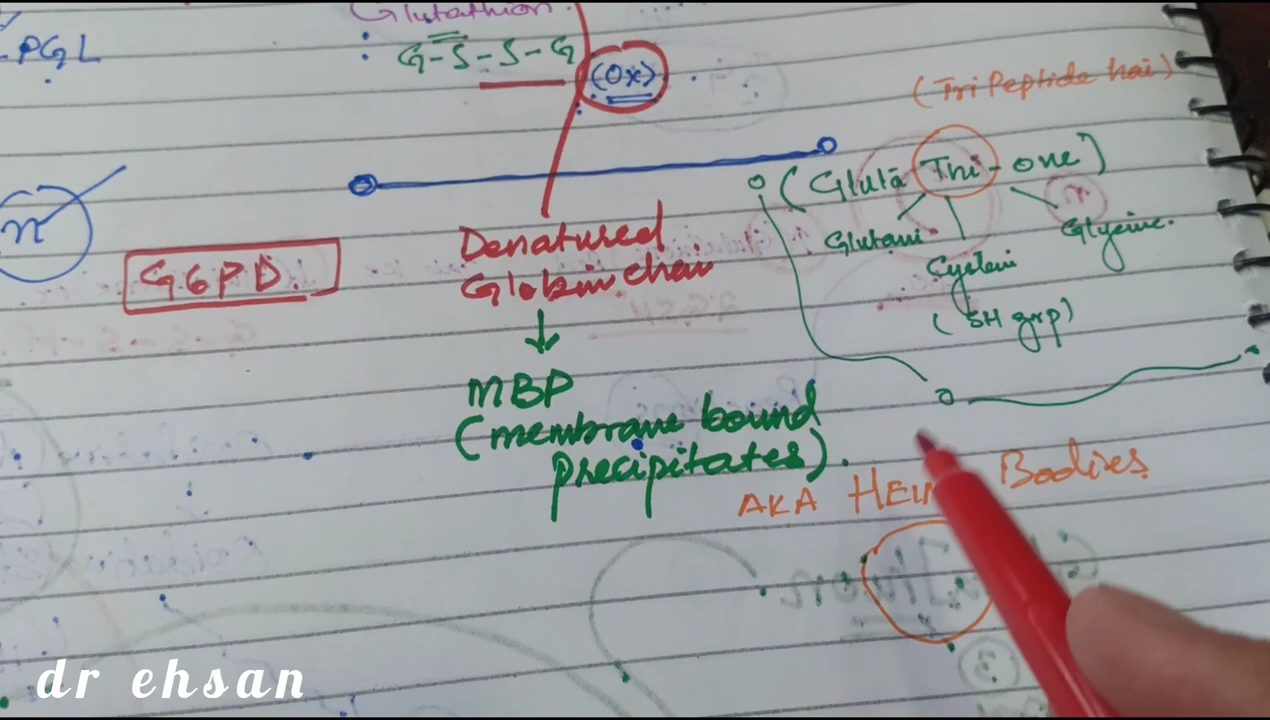 Glutathion.
PGL
G-S-S-G
(Ox)
(Tri Peptide hai)
(Gluta Thi-one)
Glutami
Cystein
(SH grp)
Glycine.
n
G6PD.
Denatured
Globin chain
MBP
(membrane bound
precipitates).
AKA HEIN Bodies
dr ehsan